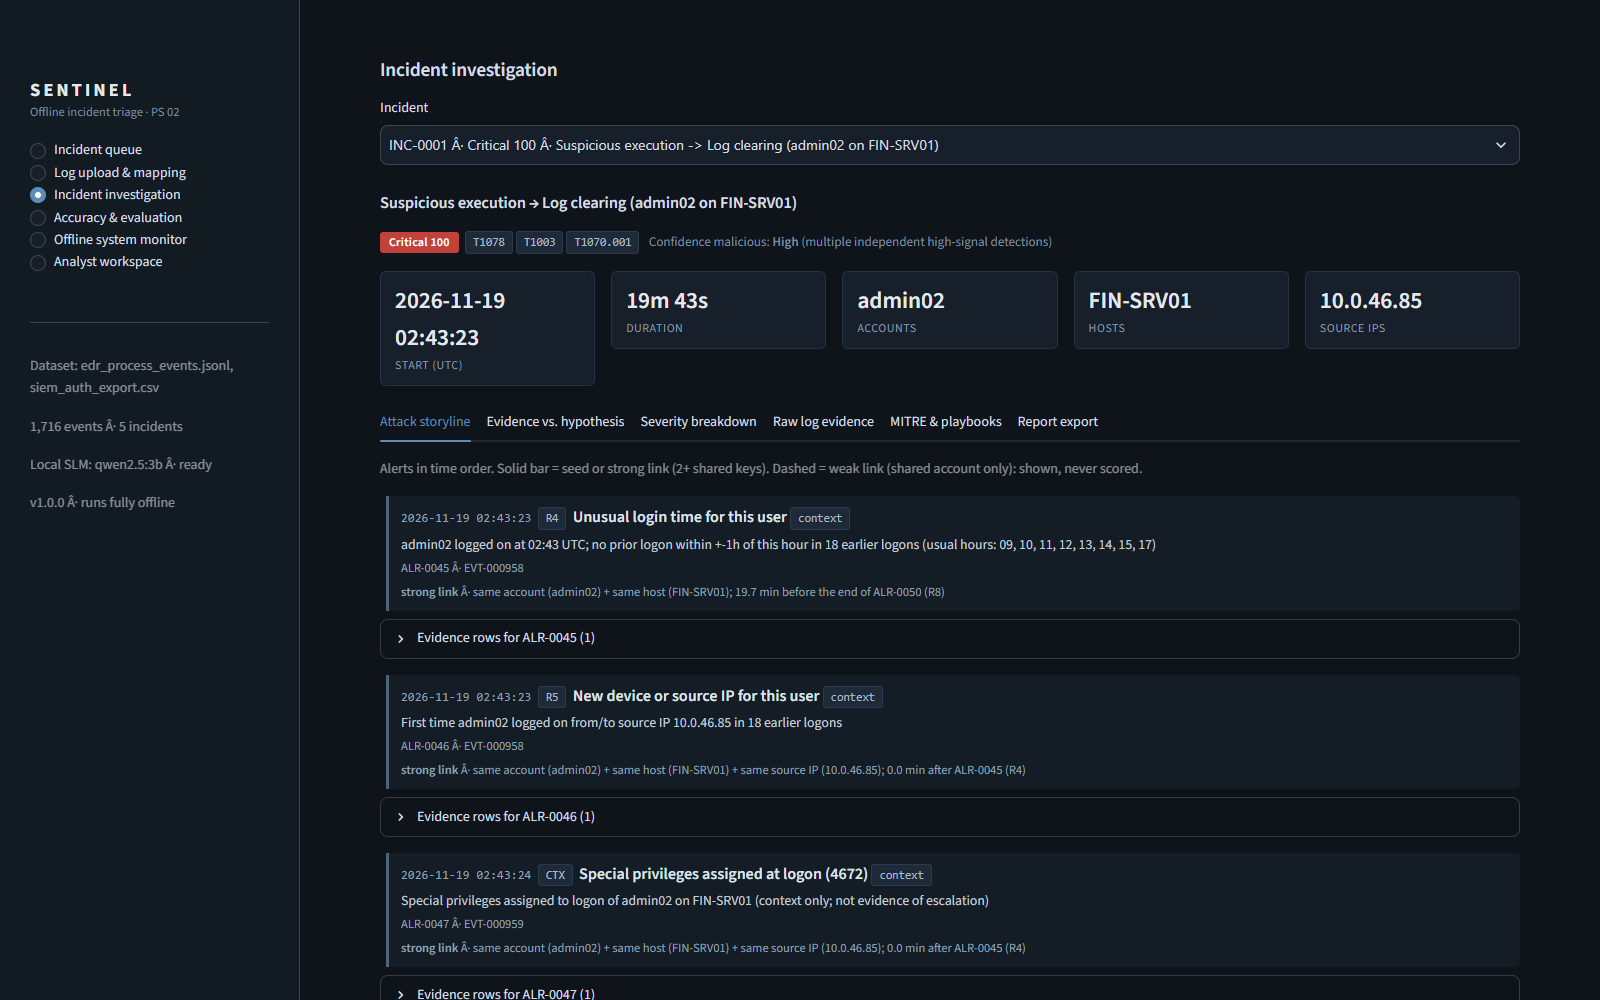 SENTINEL
Offline incident triage · PS 02
Incident queue
Log upload & mapping
Incident investigation
Accuracy & evaluation
Offline system monitor
Analyst workspace
Dataset: edr_process_events.jsonl,
siem_auth_export.csv
1,716 events Â· 5 incidents
Local SLM: qwen2.5:3b Â· ready
v1.0.0 Â· runs fully offline
Incident investigation
Incident
INC-0001 Â· Critical 100 Â· Suspicious execution -> Log clearing (admin02 on FIN-SRV01)
Suspicious execution → Log clearing (admin02 on FIN-SRV01)
Critical 100 T1078 T1003 T1070.001 Confidence malicious: High (multiple independent high-signal detections)
2026-11-19
02:43:23
START (UTC)
19m 43s
DURATION
admin02
ACCOUNTS
FIN-SRV01
HOSTS
10.0.46.85
SOURCE IPS
Attack storyline Evidence vs. hypothesis Severity breakdown Raw log evidence MITRE & playbooks Report export
Alerts in time order. Solid bar = seed or strong link (2+ shared keys). Dashed = weak link (shared account only): shown, never scored.
2026-11-19 02:43:23 R4 Unusual login time for this user context
admin02 logged on at 02:43 UTC; no prior logon within +-1h of this hour in 18 earlier logons (usual hours: 09, 10, 11, 12, 13, 14, 15, 17)
ALR-0045 Â· EVT-000958
strong link Â· same account (admin02) + same host (FIN-SRV01); 19.7 min before the end of ALR-0050 (R8)
Evidence rows for ALR-0045 (1)
2026-11-19 02:43:23 R5 New device or source IP for this user context
First time admin02 logged on from/to source IP 10.0.46.85 in 18 earlier logons
ALR-0046 Â· EVT-000958
strong link Â· same account (admin02) + same host (FIN-SRV01) + same source IP (10.0.46.85); 0.0 min after ALR-0045 (R4)
Evidence rows for ALR-0046 (1)
2026-11-19 02:43:24 CTX Special privileges assigned at logon (4672) context
Special privileges assigned to logon of admin02 on FIN-SRV01 (context only; not evidence of escalation)
ALR-0047 Â· EVT-000959
strong link Â· same account (admin02) + same host (FIN-SRV01) + same source IP (10.0.46.85); 0.0 min after ALR-0045 (R4)
Evidence rows for ALR-0047 (1)